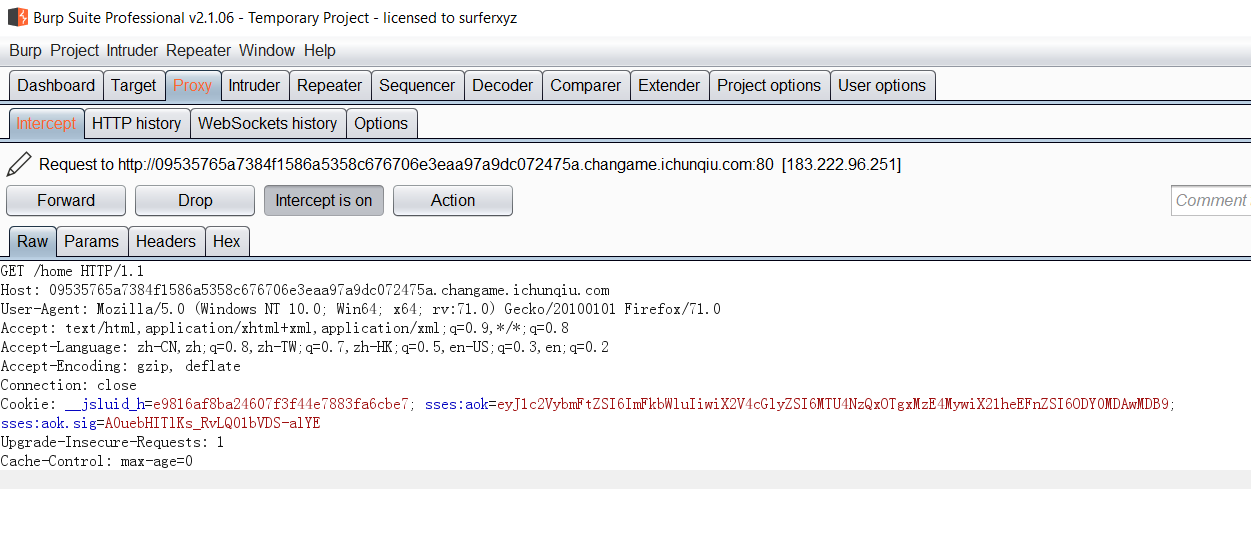 Burp Suite Professional v2.1.06 - Temporary Project - licensed to surferxyz
Burp Project Intruder Repeater Window Help
Dashboard Target Proxy Intruder Repeater Sequencer Decoder Comparer Extender Project options User options
Intercept HTTP history WebSockets history Options
Request to http://09535765a7384f1586a5358c676706e3eaa97a9dc072475a.changame.ichunqiu.com:80 [183.222.96.251]
Forward Drop Intercept is on Action Comment
Raw Params Headers Hex
GET /home HTTP/1.1
Host: 09535765a7384f1586a5358c676706e3eaa97a9dc072475a.changame.ichunqiu.com
User-Agent: Mozilla/5.0 (Windows NT 10.0; Win64; x64; rv:71.0) Gecko/20100101 Firefox/71.0
Accept: text/html,application/xhtml+xml,application/xml;q=0.9,*/*;q=0.8
Accept-Language: zh-CN,zh;q=0.8,zh-TW;q=0.7,zh-HK;q=0.5,en-US;q=0.3,en;q=0.2
Accept-Encoding: gzip, deflate
Connection: close
Cookie: __jsluid_h=e9816af8ba24607f3f44e7883fa6cbe7; sses:aok=eyJ1c2VybmFtZSI6ImFkbWluIiwiX2V4cGlyZSI6MTU4NzQxOTgxMzE4MywiX21heEFnZSI6ODY0MDAwMDB9;
sses:aok.sig=A0uebHITlKs_RvLQ01bVDS-alYE
Upgrade-Insecure-Requests: 1
Cache-Control: max-age=0